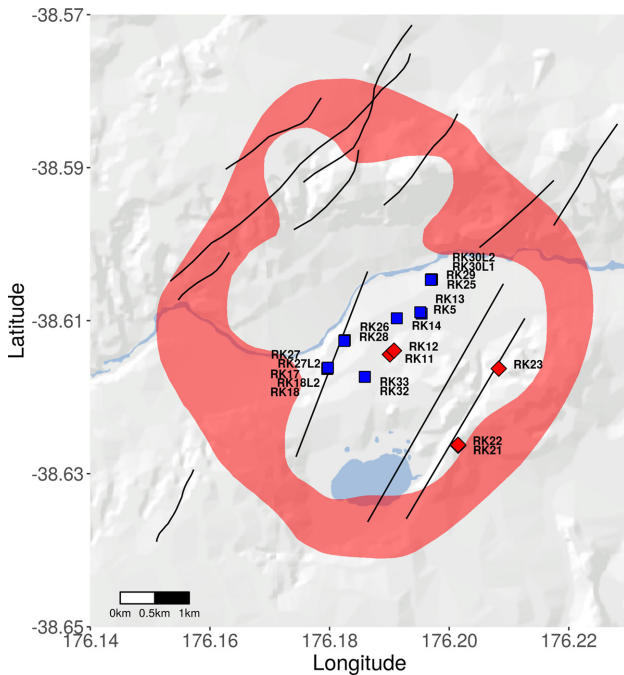 -38.57
-38.59
Latitude
-38.61
-38.63
-38.65
RK30L2
RK30L1
RK29
RK25
RK13
RK5
RK14
RK26
RK28
RK12
RK11
RK27
RK27L2
RK17
RK18L2
RK18
RK33
RK32
RK23
RK22
RK21
0km 0.5km 1km
176.14 176.16 176.18 176.20 176.22
Longitude